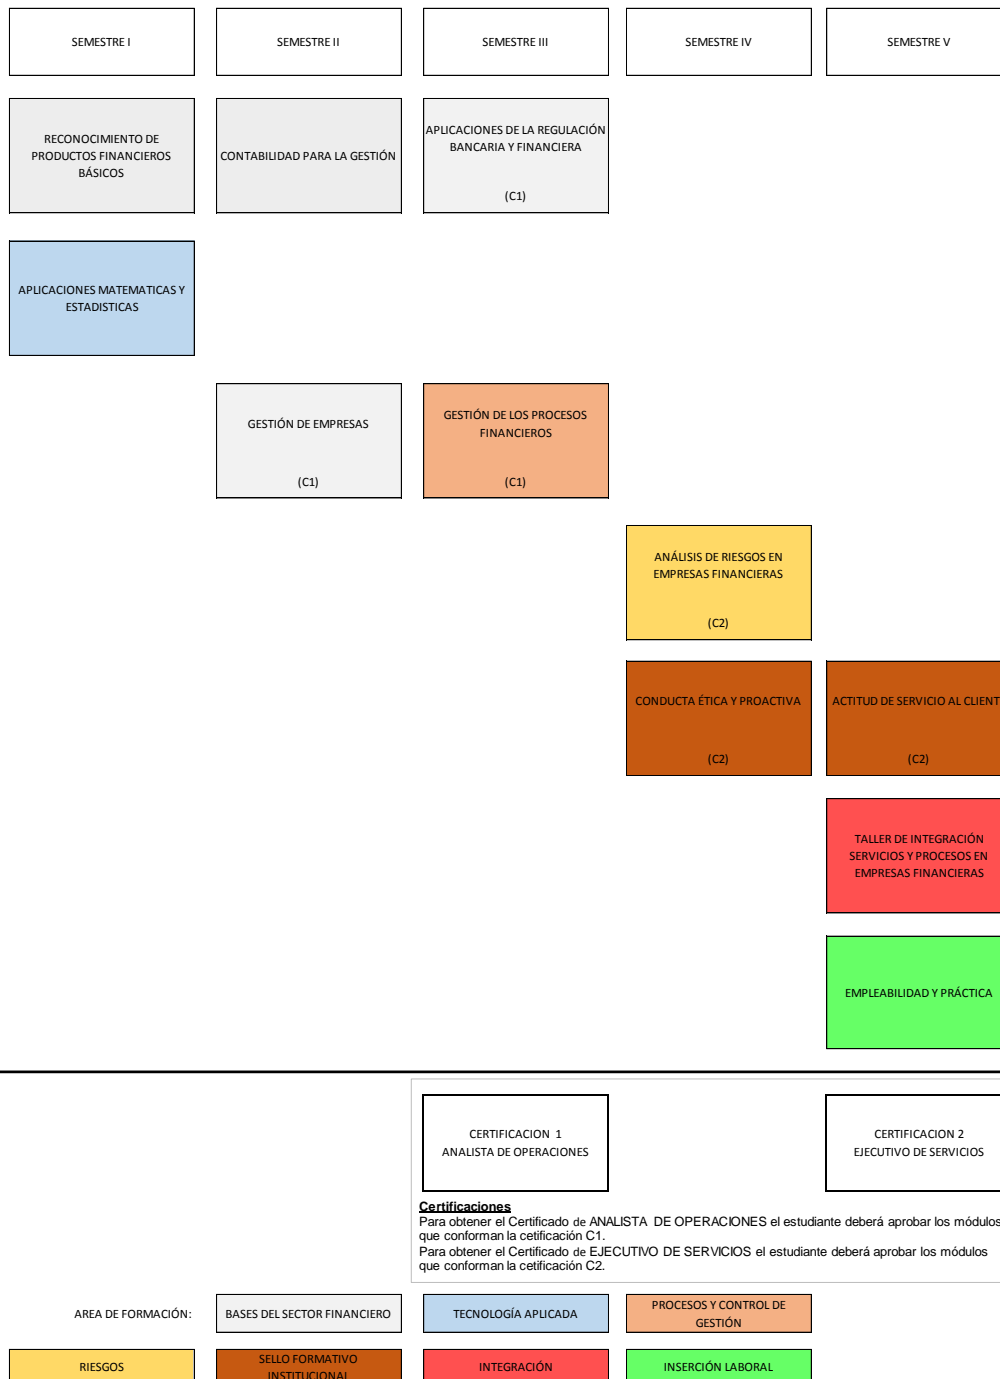 SEMESTRE I
SEMESTRE II
SEMESTRE III
SEMESTRE IV
SEMESTRE V
RECONOCIMIENTO DE
PRODUCTOS FINANCIEROS
BÁSICOS
CONTABILIDAD PARA LA GESTIÓN
APLICACIONES DE LA REGULACIÓN
BANCARIA Y FINANCIERA
(C1)
APLICACIONES MATEMATICAS Y
ESTADISTICAS
GESTIÓN DE EMPRESAS
(C1)
GESTIÓN DE LOS PROCESOS
FINANCIEROS
(C1)
ANÁLISIS DE RIESGOS EN
EMPRESAS FINANCIERAS
(C2)
CONDUCTA ÉTICA Y PROACTIVA
(C2)
ACTITUD DE SERVICIO AL CLIENT
(C2)
TALLER DE INTEGRACIÓN
SERVICIOS Y PROCESOS EN
EMPRESAS FINANCIERAS
EMPLEABILIDAD Y PRÁCTICA
CERTIFICACION 1
ANALISTA DE OPERACIONES
CERTIFICACION 2
EJECUTIVO DE SERVICIOS
Certificaciones
Para obtener el Certificado de ANALISTA DE OPERACIONES el estudiante deberá aprobar los módulos
que conforman la cetificación C1.
Para obtener el Certificado de EJECUTIVO DE SERVICIOS el estudiante deberá aprobar los módulos
que conforman la cetificación C2.
AREA DE FORMACIÓN:
BASES DEL SECTOR FINANCIERO
TECNOLOGÍA APLICADA
PROCESOS Y CONTROL DE
GESTIÓN
RIESGOS
SELLO FORMATIVO
INSTITUCIONAL
INTEGRACIÓN
INSERCIÓN LABORAL